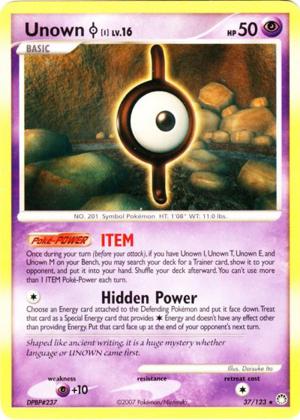 Unown [I] LV.16 HP 50
BASIC
NO. 201 Symbol Pokémon HT: 1'08" WT: 11.0 lbs.
Poké-POWER ITEM
Once during your turn (before your attack), if you have Unown I, Unown T, Unown E, and
Unown M on your Bench, you may search your deck for a Trainer card, show it to your
opponent, and put it into your hand. Shuffle your deck afterward. You can't use more than
1 ITEM Poké-Power each turn.
Hidden Power
Choose an Energy card attached to the Defending Pokémon and put it face down. Treat
that card as a Special Energy card that provides Energy and doesn't have any effect other
than providing Energy. Put that card face up at the end of your opponent's next turn.
Shaped like ancient writing, it is a huge mystery whether
language or UNOWN came first.
Illus. Daisuke Ito
weakness resistance retreat cost
+10
DPBP#237 ©2007 Pokémon/Nintendo 37/123 ★